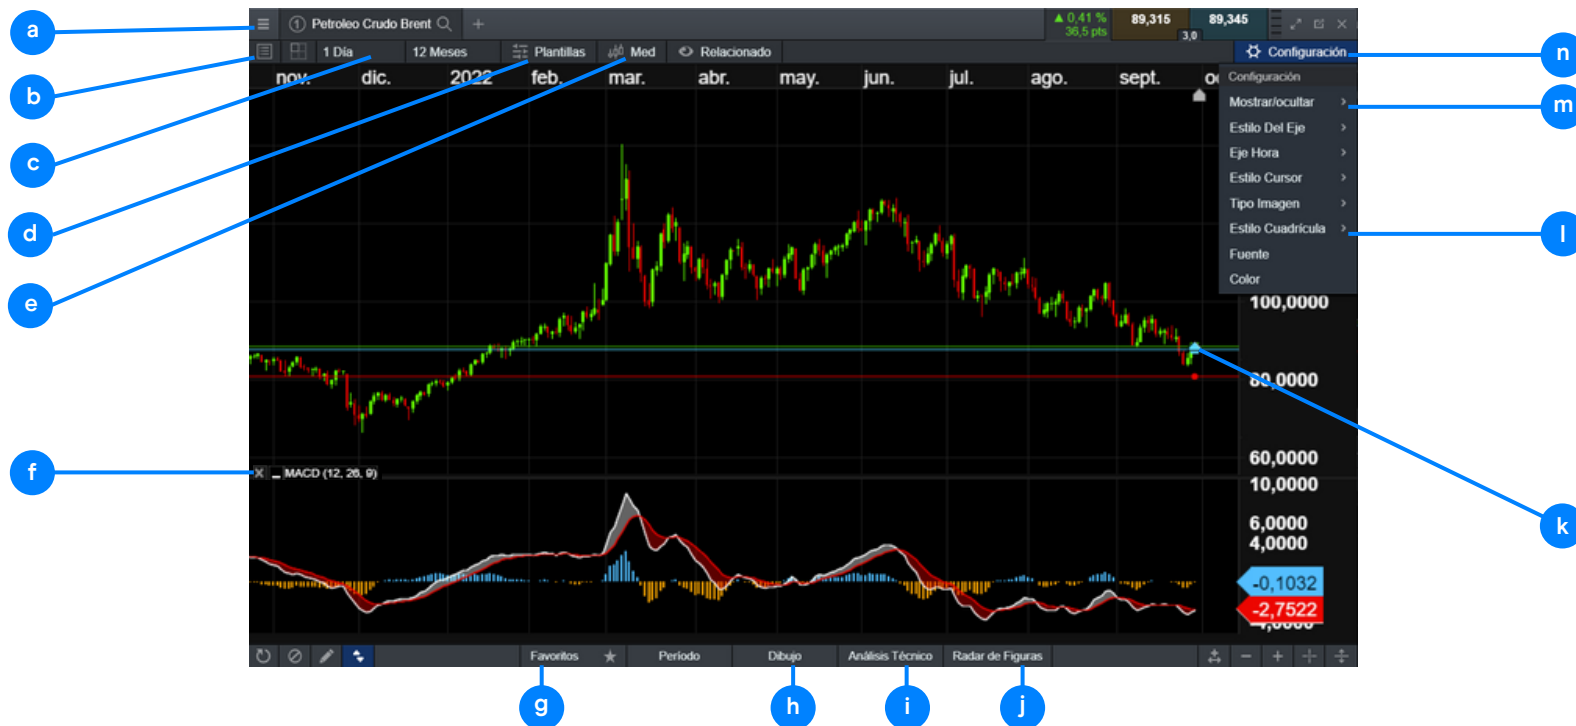 a
1 Petroleo Crudo Brent
0,41 %
36,5 pts
89,315
3,0
89,345
b
1 Día
12 Meses
Plantillas
Med
Relacionado
Configuración
n
nov.
dic.
2022
feb.
mar.
abr.
may.
jun.
jul.
ago.
sept.
Configuración
Mostrar/ocultar
m
Estilo Del Eje
Eje Hora
Estilo Cursor
Tipo Imagen
Estilo Cuadrícula
l
Fuente
Color
c
d
e
100,0000
80,0000
60,0000
f
MACD (12, 26, 9)
10,0000
6,0000
4,0000
k
-0,1032
-2,7522
Favoritos
Período
Dibujo
Análisis Técnico
Radar de Figuras
g
h
i
j